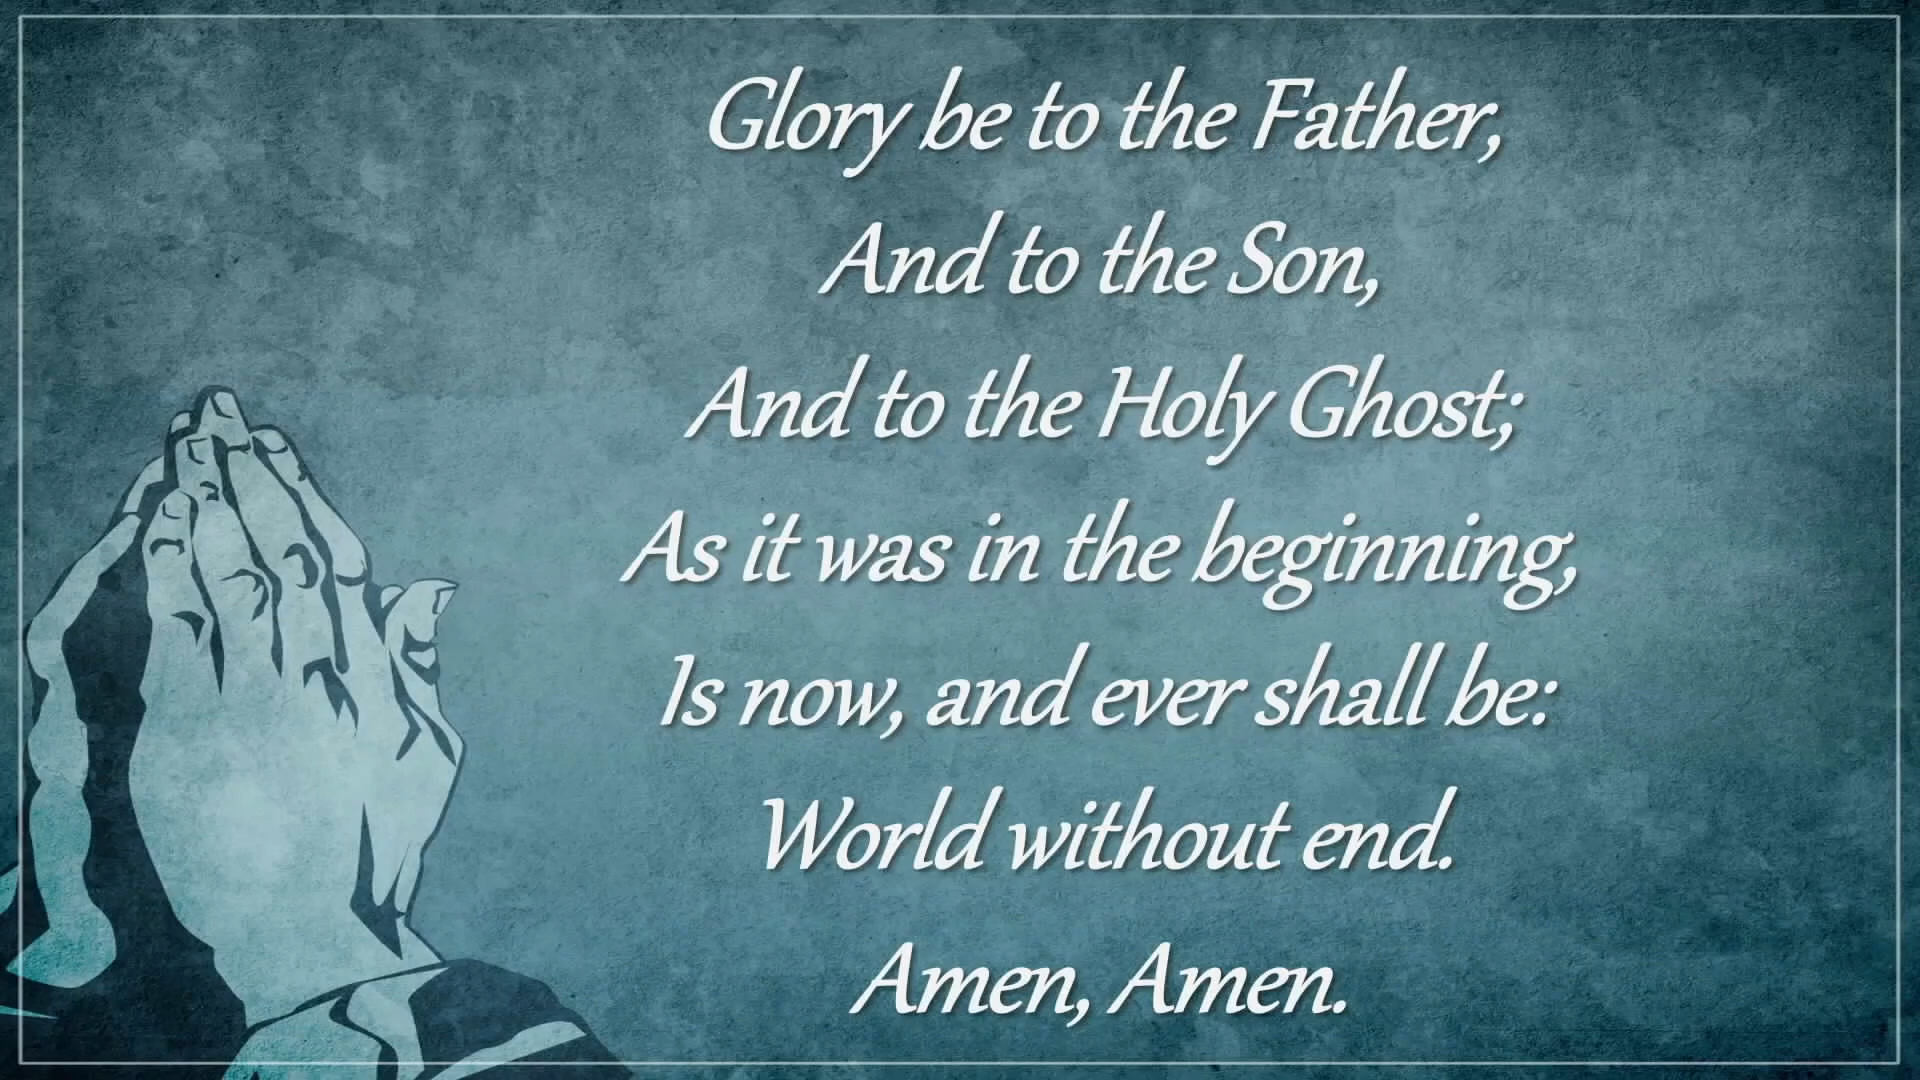 Glory be to the Father,
And to the Son,
And to the Holy Ghost;
As it was in the beginning,
Is now, and ever shall be:
World without end.
Amen, Amen.